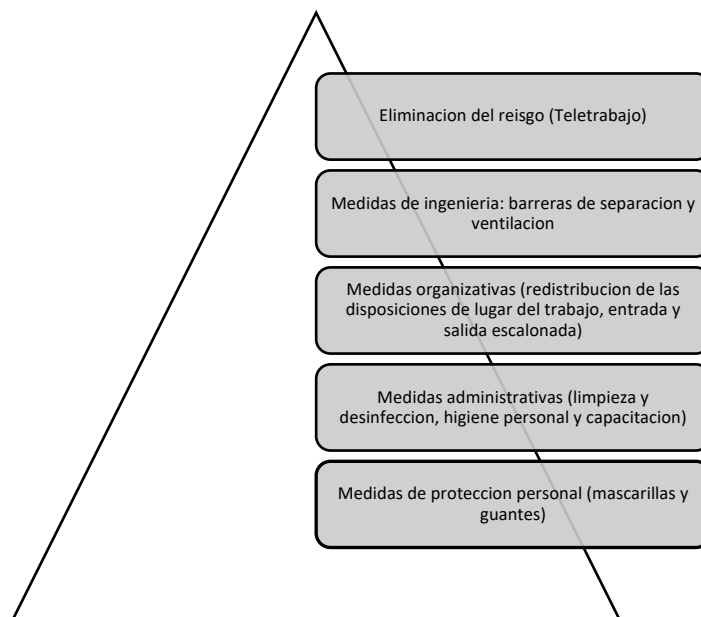 Eliminacion del reisgo (Teletrabajo)
Medidas de ingenieria: barreras de separacion y
ventilacion
Medidas organizativas (redistribucion de las
disposiciones de lugar del trabajo, entrada y
salida escalonada)
Medidas administrativas (limpieza y
desinfeccion, higiene personal y capacitacion)
Medidas de proteccion personal (mascarillas y
guantes)